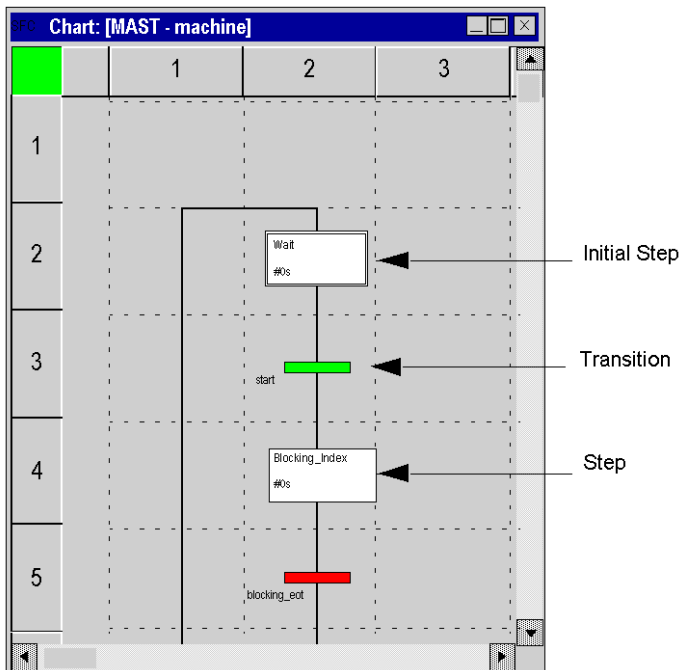 SFC Chart: [MAST - machine]
1 2 3
1
2
Wait
#0s
Initial Step
3
start
Transition
4
Blocking_Index
#0s
Step
5
blocking_eot